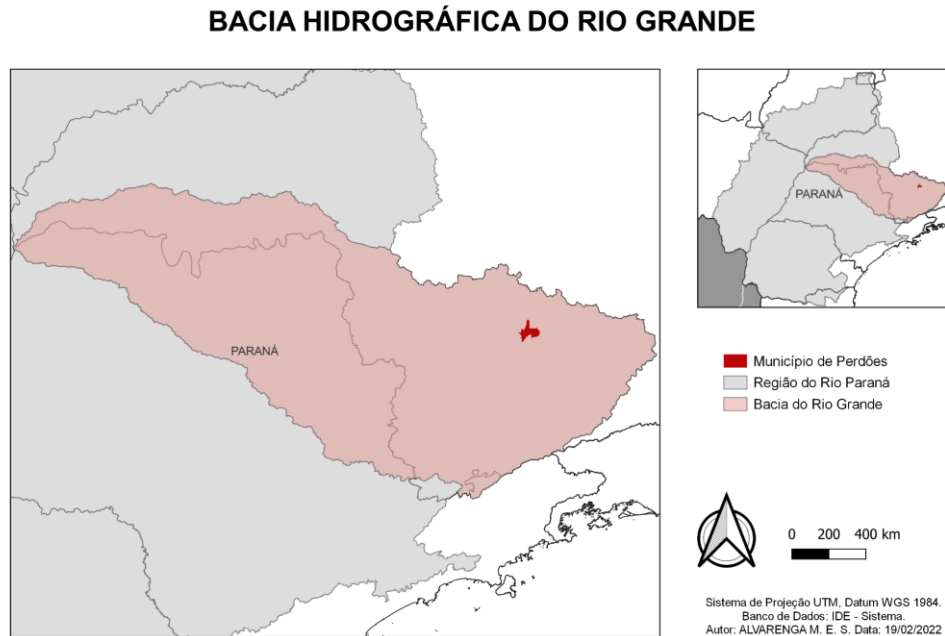 BACIA HIDROGRÁFICA DO RIO GRANDE
PARANÁ
PARANÁ
Município de Perdões
Região do Rio Paraná
Bacia do Rio Grande
0 200 400 km
Sistema de Projeção UTM, Datum WGS 1984.
Banco de Dados: IDE - Sistema.
Autor: ALVARENGA M. E. S. Data: 19/02/2022